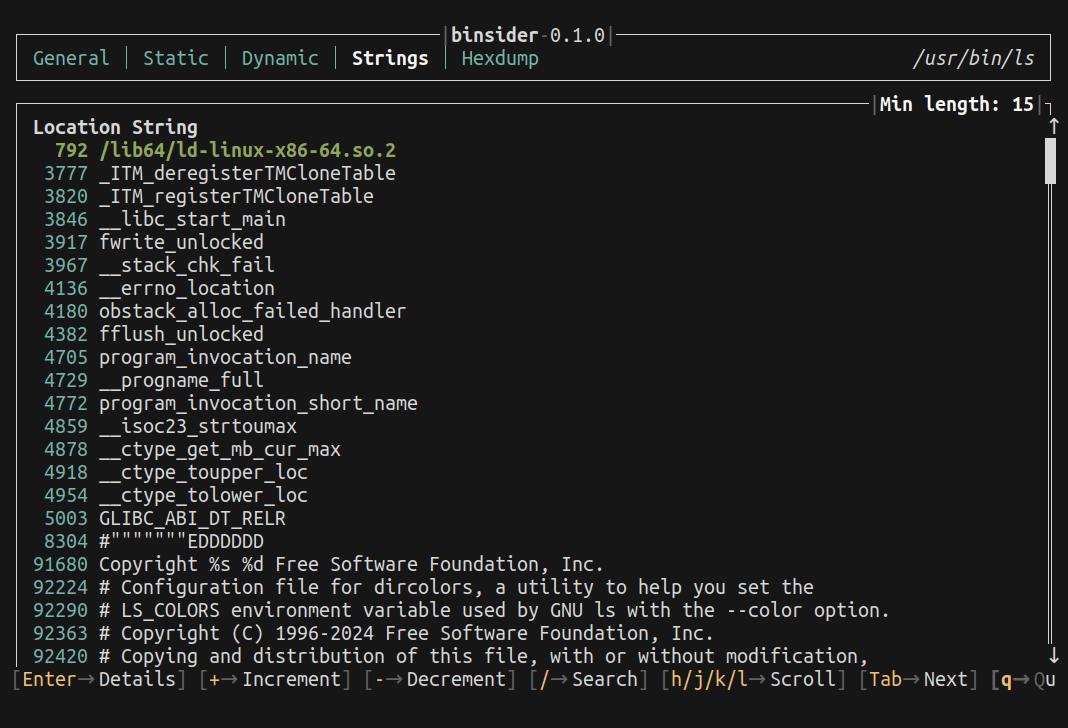 binsider-0.1.0
General | Static | Dynamic | Strings | Hexdump /usr/bin/ls
|Min length: 15|
Location String
792 /lib64/ld-linux-x86-64.so.2
3777 _ITM_deregisterTMCloneTable
3820 _ITM_registerTMCloneTable
3846 __libc_start_main
3917 fwrite_unlocked
3967 __stack_chk_fail
4136 __errno_location
4180 obstack_alloc_failed_handler
4382 fflush_unlocked
4705 program_invocation_name
4729 __progname_full
4772 program_invocation_short_name
4859 __isoc23_strtoumax
4878 __ctype_get_mb_cur_max
4918 __ctype_toupper_loc
4954 __ctype_tolower_loc
5003 GLIBC_ABI_DT_RELR
8304 #"""""""EDDDDDD
91680 Copyright %s %d Free Software Foundation, Inc.
92224 # Configuration file for dircolors, a utility to help you set the
92290 # LS_COLORS environment variable used by GNU ls with the --color option.
92363 # Copyright (C) 1996-2024 Free Software Foundation, Inc.
92420 # Copying and distribution of this file, with or without modification,
[Enter→Details] [+→Increment] [-→Decrement] [/→Search] [h/j/k/l→Scroll] [Tab→Next] [q→Qu